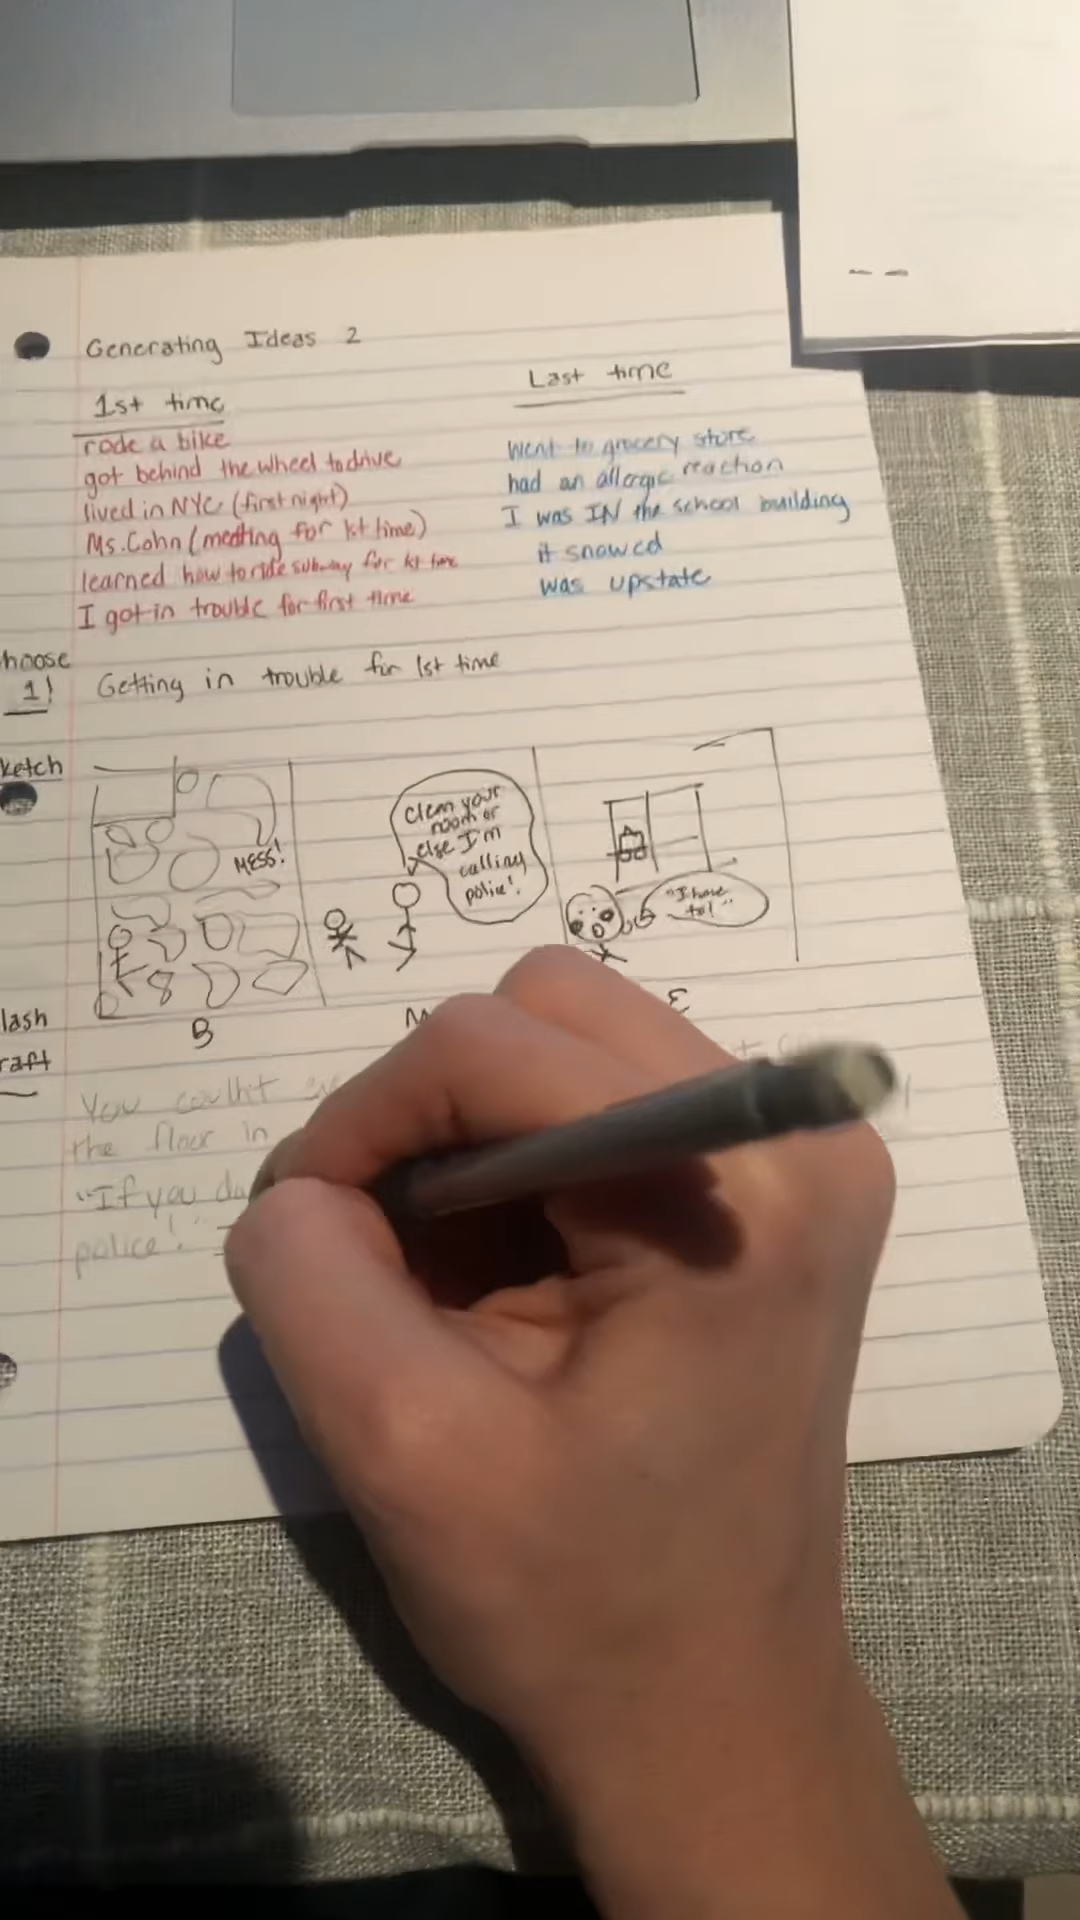 Generating Ideas 2
1st time
rode a bike
got behind the wheel to drive
lived in NYC (first night)
Ms. Cohn (meeting for 1st time)
learned how to ride subway for 1st time
I got in trouble for first time
Last time
Went to grocery store
had an allergic reaction
I was IN the school building
it snowed
was upstate
hoose
1!
Getting in trouble for 1st time
ketch
MESS!
Clean your
room or
else I'm
calling
police!
"I have
to!"
B
M
E
lash
raft
You
the floor in
"If you
police!"